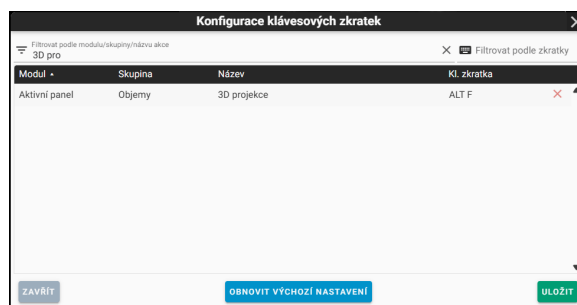 Konfigurace klávesových zkratek
Filtrovat podle modulu/skupiny/názvu akce
3D pro
Filtrovat podle zkratky
Modul Skupina Název Kl. zkratka
Aktivní panel Objemy 3D projekce ALT F
ZAVŘÍT OBNOVIT VÝCHOZÍ NASTAVENÍ ULOŽIT